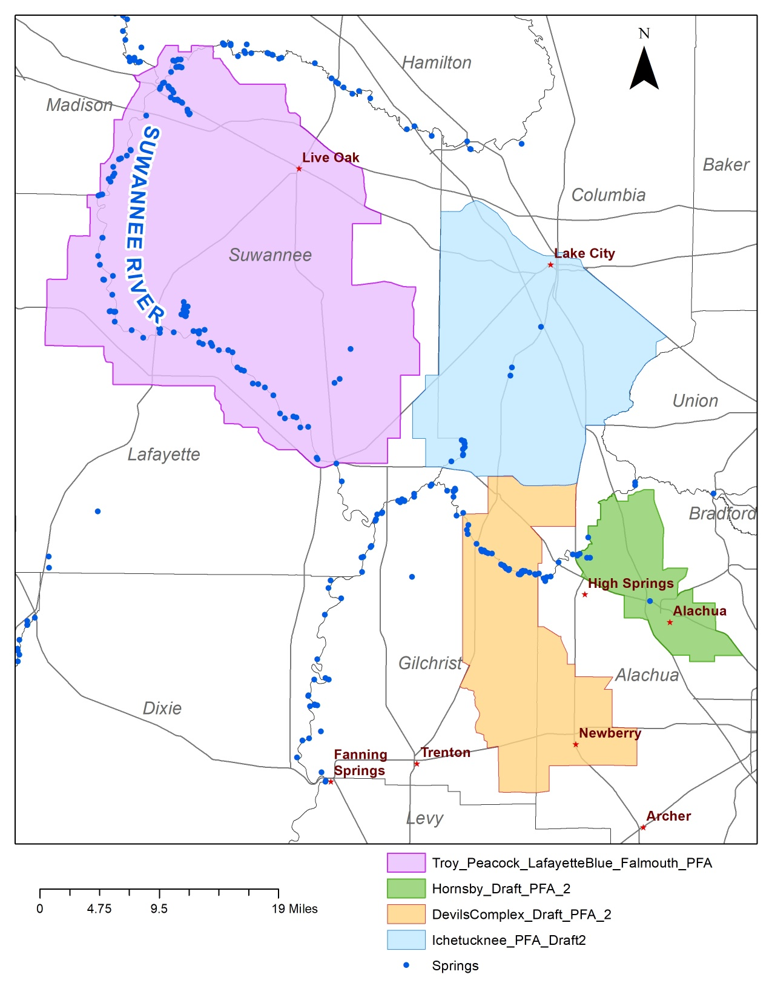 N
Hamilton
Madison
SUWANNEE RIVER
Live Oak
Baker
Columbia
Suwannee
Lake City
Union
Lafayette
Bradford
High Springs
Alachua
Gilchrist
Alachua
Dixie
Newberry
Fanning
Springs
Trenton
Levy
Archer
Troy_Peacock_LafayetteBlue_Falmouth_PFA
Hornsby_Draft_PFA_2
DevilsComplex_Draft_PFA_2
Ichetucknee_PFA_Draft2
Springs
0 4.75 9.5 19 Miles